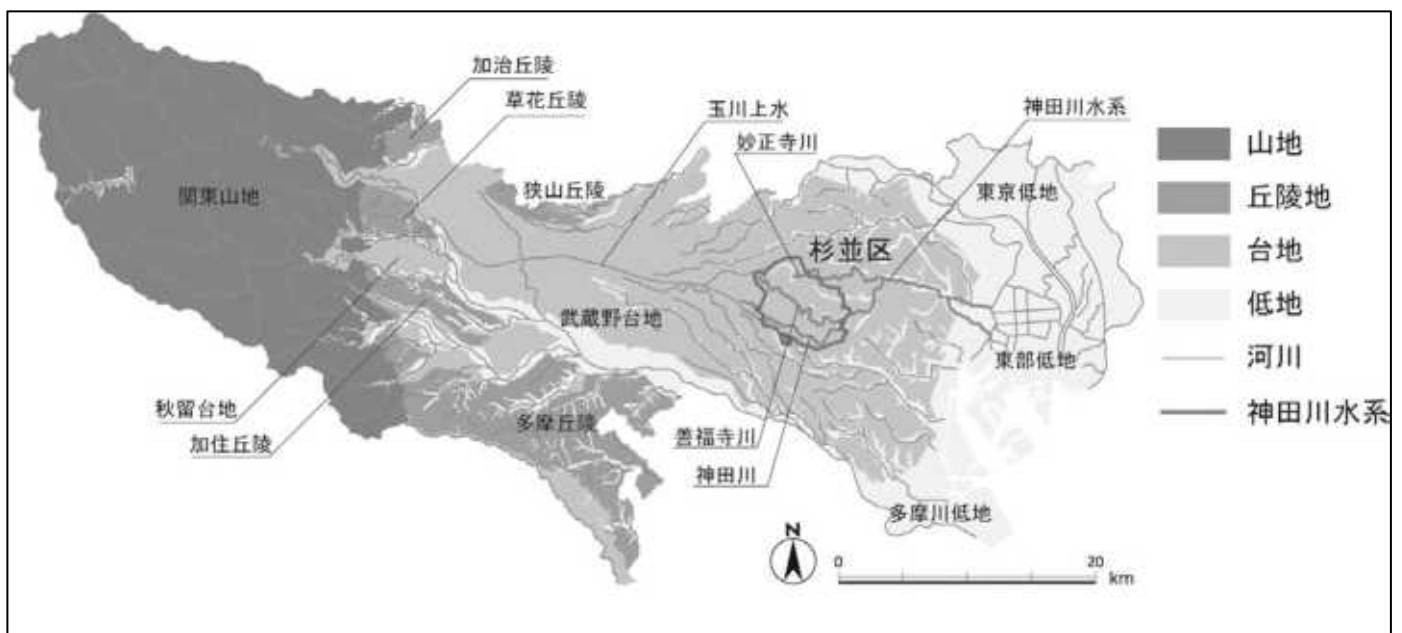 加治丘陵
草花丘陵
玉川上水
神田川水系
妙正寺川
山地
関東山地
狭山丘陵
東京低地
丘陵地
杉並区
台地
武蔵野台地
低地
東部低地
河川
秋留台地
多摩丘陵
善福寺川
神田川水系
加住丘陵
神田川
多摩川低地
N
0
20
km